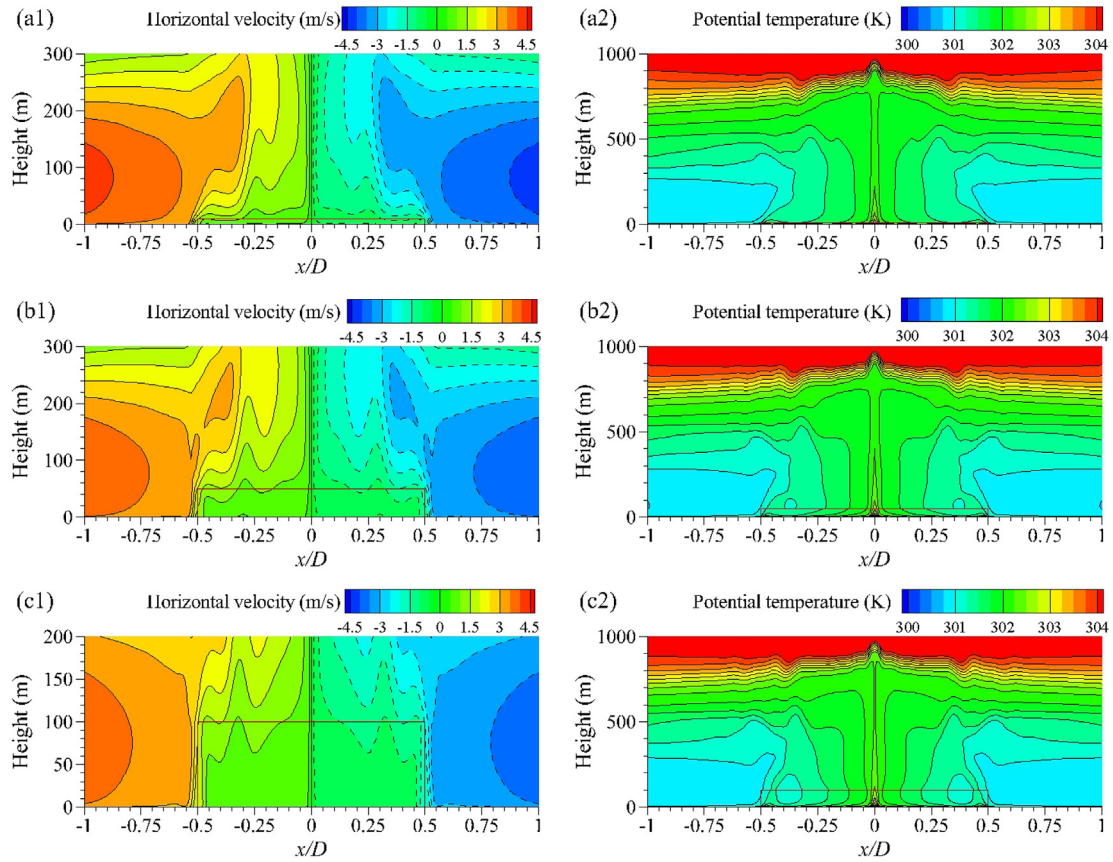 (a1) Horizontal velocity (m/s)
-4.5 -3 -1.5 0 1.5 3 4.5
Height (m)
300
200
100
0
-1 -0.75 -0.5 -0.25 0 0.25 0.5 0.75 1
x/D
(a2) Potential temperature (K)
300 301 302 303 304
Height (m)
1000
500
0
-1 -0.75 -0.5 -0.25 0 0.25 0.5 0.75 1
x/D
(b1) Horizontal velocity (m/s)
-4.5 -3 -1.5 0 1.5 3 4.5
Height (m)
300
200
100
0
-1 -0.75 -0.5 -0.25 0 0.25 0.5 0.75 1
x/D
(b2) Potential temperature (K)
300 301 302 303 304
Height (m)
1000
500
0
-1 -0.75 -0.5 -0.25 0 0.25 0.5 0.75 1
x/D
(c1) Horizontal velocity (m/s)
-4.5 -3 -1.5 0 1.5 3 4.5
Height (m)
200
150
100
50
0
-1 -0.75 -0.5 -0.25 0 0.25 0.5 0.75 1
x/D
(c2) Potential temperature (K)
300 301 302 303 304
Height (m)
1000
500
0
-1 -0.75 -0.5 -0.25 0 0.25 0.5 0.75 1
x/D